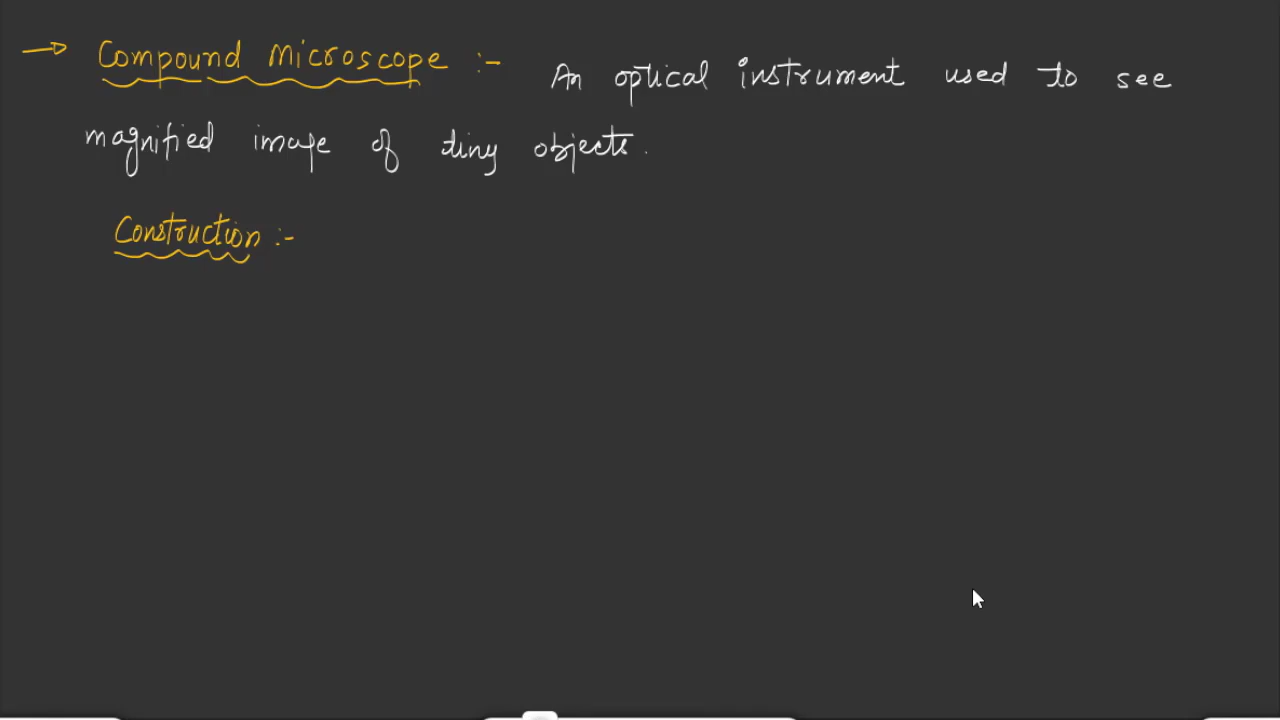 → Compound Microscope :- An optical instrument used to see
magnified image of tiny objects.
Construction :-